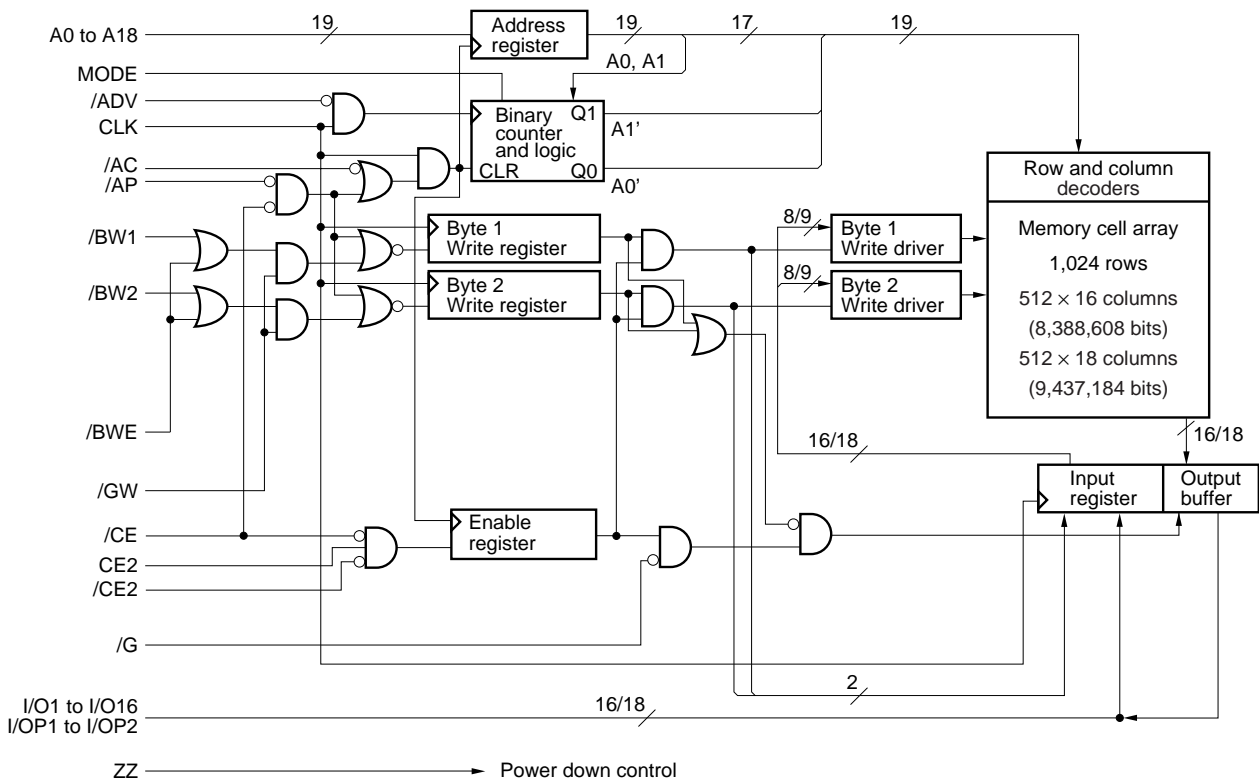 A0 to A18
19
Address
register
19
17
19
A0, A1
MODE
/ADV
CLK
Binary
counter
and logic
Q1
A1’
CLR
Q0
A0’
/AC
/AP
Row and column
decoders
/BW1
Byte 1
Write register
8/9
Byte 1
Write driver
Memory cell array
1,024 rows
512 × 16 columns
(8,388,608 bits)
512 × 18 columns
(9,437,184 bits)
/BW2
Byte 2
Write register
8/9
Byte 2
Write driver
/BWE
16/18
16/18
/GW
Input
register
Output
buffer
/CE
Enable
register
CE2
/CE2
/G
2
I/O1 to I/O16
I/OP1 to I/OP2
16/18
ZZ
Power down control